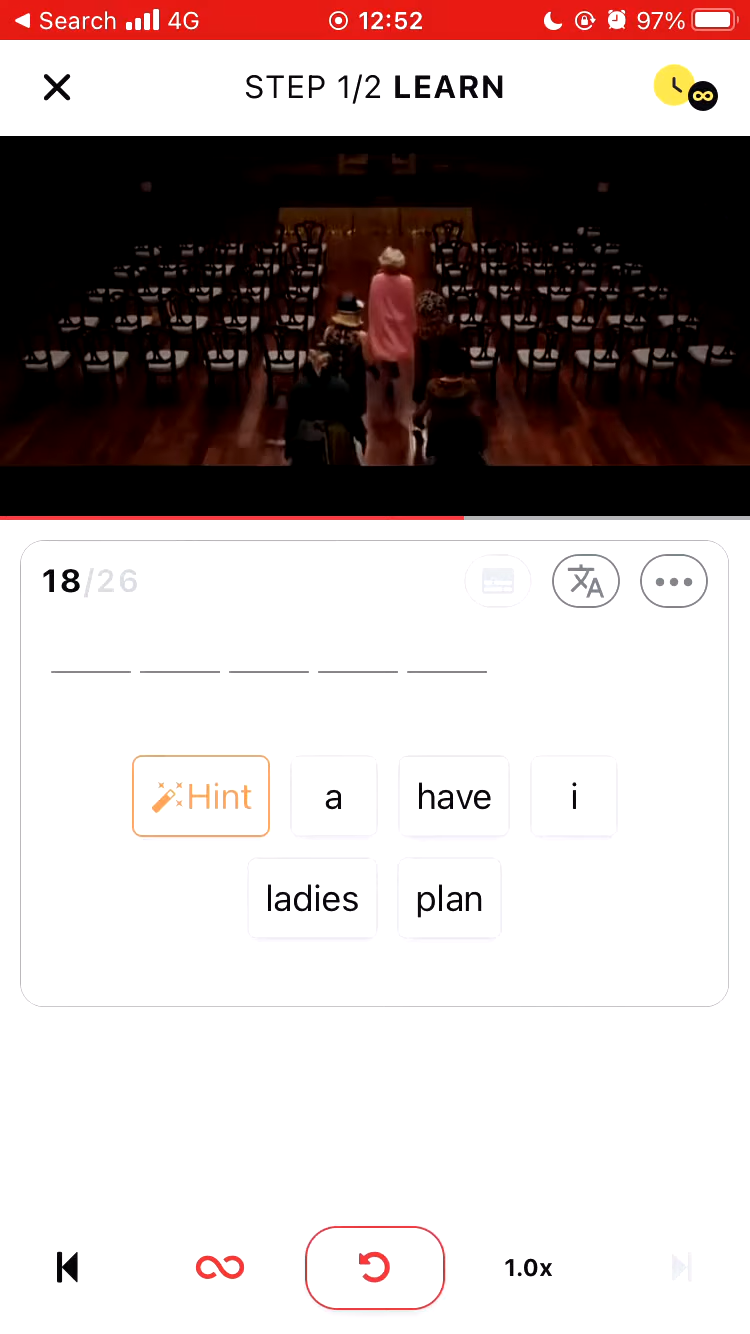 Search 4G 12:52 97%
STEP 1/2 LEARN
18/26
Hint a have i
ladies plan
1.0x